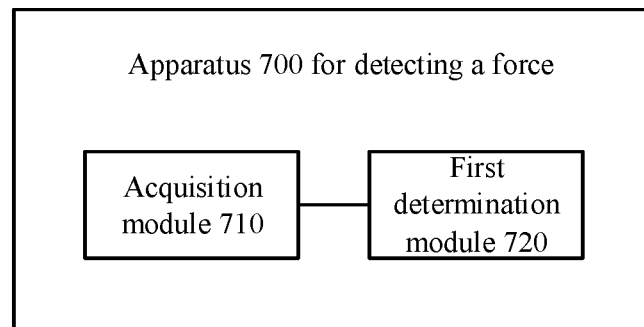 Apparatus 700 for detecting a force
Acquisition
module 710
First
determination
module 720